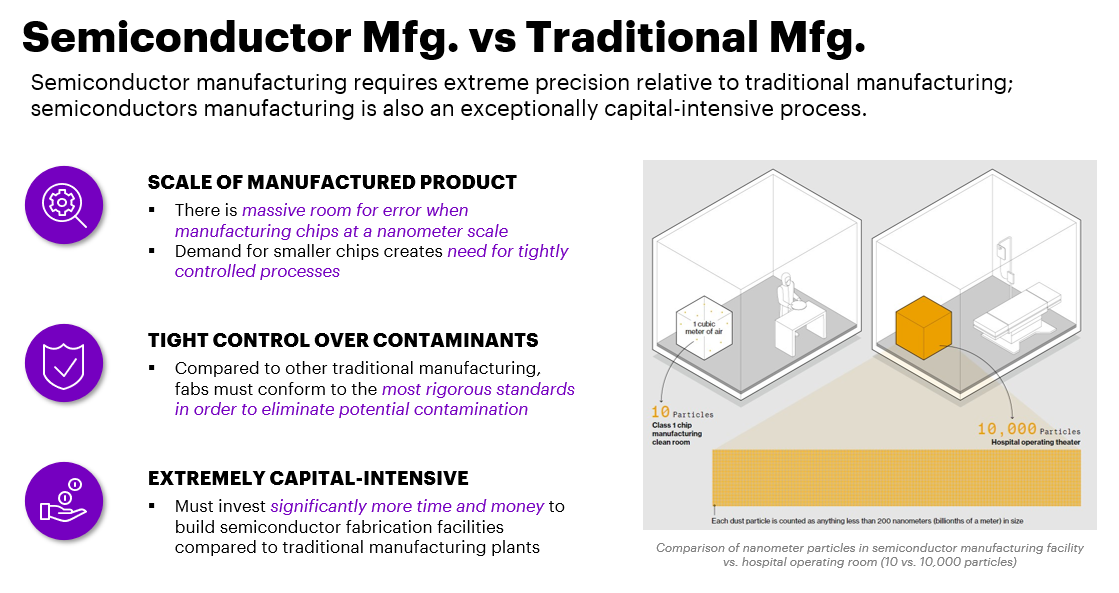 Semiconductor Mfg. vs Traditional Mfg.
Semiconductor manufacturing requires extreme precision relative to traditional manufacturing;
semiconductors manufacturing is also an exceptionally capital-intensive process.
SCALE OF MANUFACTURED PRODUCT
▪ There is massive room for error when
manufacturing chips at a nanometer scale
▪ Demand for smaller chips creates need for tightly
controlled processes
TIGHT CONTROL OVER CONTAMINANTS
▪ Compared to other traditional manufacturing,
fabs must conform to the most rigorous standards
in order to eliminate potential contamination
EXTREMELY CAPITAL-INTENSIVE
▪ Must invest significantly more time and money to
build semiconductor fabrication facilities
compared to traditional manufacturing plants
1 cubic
meter of air
10 Particles
Class 1 chip
manufacturing
clean room
10,000 Particles
Hospital operating theater
Each dust particle is counted as anything less than 200 nanometers (billionths of a meter) in size
Comparison of nanometer particles in semiconductor manufacturing facility
vs. hospital operating room (10 vs. 10,000 particles)